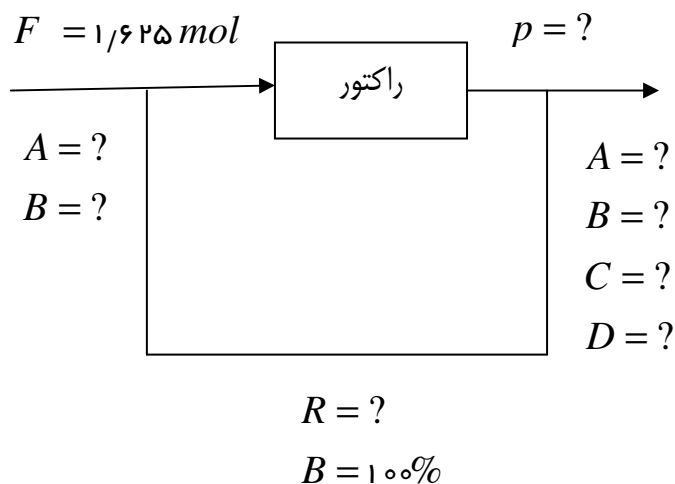 F = ۱/۶۲۵ mol
p = ?
راکتور
A = ?
B = ?
A = ?
B = ?
C = ?
D = ?
R = ?
B = ۱۰۰%